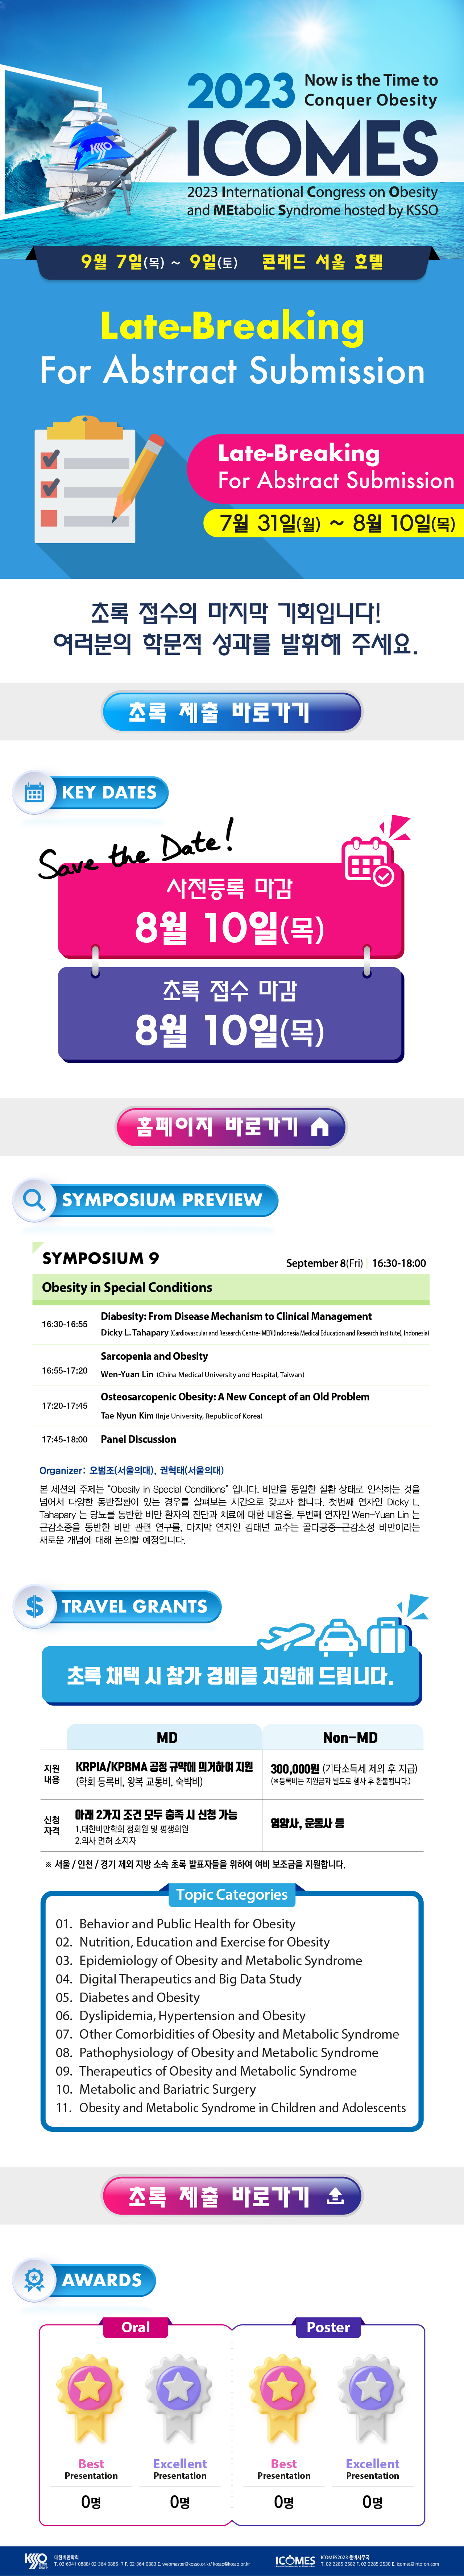 KSSO
2023 Now is the Time to
Conquer Obesity
ICOMES
2023 International Congress on Obesity
and MEtabolic Syndrome hosted by KSSO
9월 7일(목) ~ 9일(토) 콘래드 서울 호텔
Late-Breaking
For Abstract Submission
Late-Breaking
For Abstract Submission
7월 31일(월) ~ 8월 10일(목)
초록 접수의 마지막 기회입니다!
여러분의 학문적 성과를 발휘해 주세요.
초록 제출 바로가기
KEY DATES
Save the Date!
사전등록 마감
8월 10일(목)
초록 접수 마감
8월 10일(목)
홈페이지 바로가기
SYMPOSIUM PREVIEW
SYMPOSIUM 9 September 8(Fri) | 16:30-18:00
Obesity in Special Conditions
16:30-16:55 Diabesity: From Disease Mechanism to Clinical Management
Dicky L. Tahapary (Cardiovascular and Research Centre-IMERI(Indonesia Medical Education and Research Institute), Indonesia)
16:55-17:20 Sarcopenia and Obesity
Wen-Yuan Lin (China Medical University and Hospital, Taiwan)
17:20-17:45 Osteosarcopenic Obesity: A New Concept of an Old Problem
Tae Nyun Kim (Inje University, Republic of Korea)
17:45-18:00 Panel Discussion
Organizer: 오범조(서울의대), 권혁태(서울의대)
본 세션의 주제는 "Obesity in Special Conditions" 입니다. 비만을 동일한 질환 상태로 인식하는 것을
넘어서 다양한 동반질환이 있는 경우를 살펴보는 시간으로 갖고자 합니다. 첫번째 연자인 Dicky L.
Tahapary 는 당뇨를 동반한 비만 환자의 진단과 치료에 대한 내용을, 두번째 연자인 Wen-Yuan Lin 는
근감소증을 동반한 비만 관련 연구를, 마지막 연자인 김태년 교수는 골다공증-근감소성 비만이라는
새로운 개념에 대해 논의할 예정입니다.
TRAVEL GRANTS
초록 채택 시 참가 경비를 지원해 드립니다.
MD Non-MD
지원
내용
KRPIA/KPBMA 공정 규약에 의거하여 지원
(학회 등록비, 왕복 교통비, 숙박비)
300,000원 (기타소득세 제외 후 지급)
(※등록비는 지원금과 별도로 행사 후 환불됩니다.)
신청
자격
아래 2가지 조건 모두 충족 시 신청 가능
1.대한비만학회 정회원 및 평생회원
2.의사 면허 소지자
영양사, 운동사 등
※ 서울 / 인천 / 경기 제외 지방 소속 초록 발표자들을 위하여 여비 보조금을 지원합니다.
Topic Categories
01. Behavior and Public Health for Obesity
02. Nutrition, Education and Exercise for Obesity
03. Epidemiology of Obesity and Metabolic Syndrome
04. Digital Therapeutics and Big Data Study
05. Diabetes and Obesity
06. Dyslipidemia, Hypertension and Obesity
07. Other Comorbidities of Obesity and Metabolic Syndrome
08. Pathophysiology of Obesity and Metabolic Syndrome
09. Therapeutics of Obesity and Metabolic Syndrome
10. Metabolic and Bariatric Surgery
11. Obesity and Metabolic Syndrome in Children and Adolescents
초록 제출 바로가기
AWARDS
Oral Poster
Best
Presentation
0명
Excellent
Presentation
0명
Best
Presentation
0명
Excellent
Presentation
0명
KSSO
대한비만학회
T. 02-6941-0888/ 02-364-0886~7 F. 02-364-0883 E. webmaster@kosso.or.kr/ kosso@kosso.or.kr
ICOMES
ICOMES2023 준비사무국
T. 02-2285-2582 F. 02-2285-2530 E. icomes@into-on.com